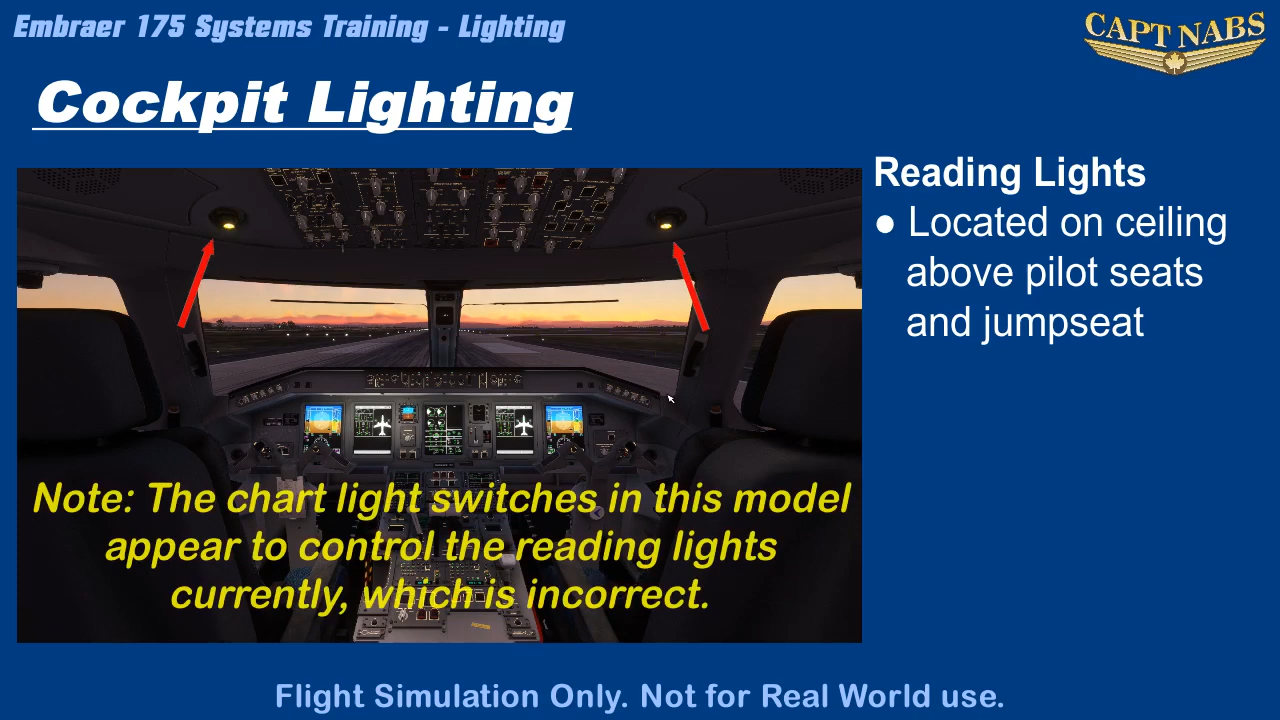 Embraer 175 Systems Training - Lighting
CAPT NABS
Cockpit Lighting
Reading Lights
● Located on ceiling
above pilot seats
and jumpseat
Note: The chart light switches in this model
appear to control the reading lights
currently, which is incorrect.
Flight Simulation Only. Not for Real World use.